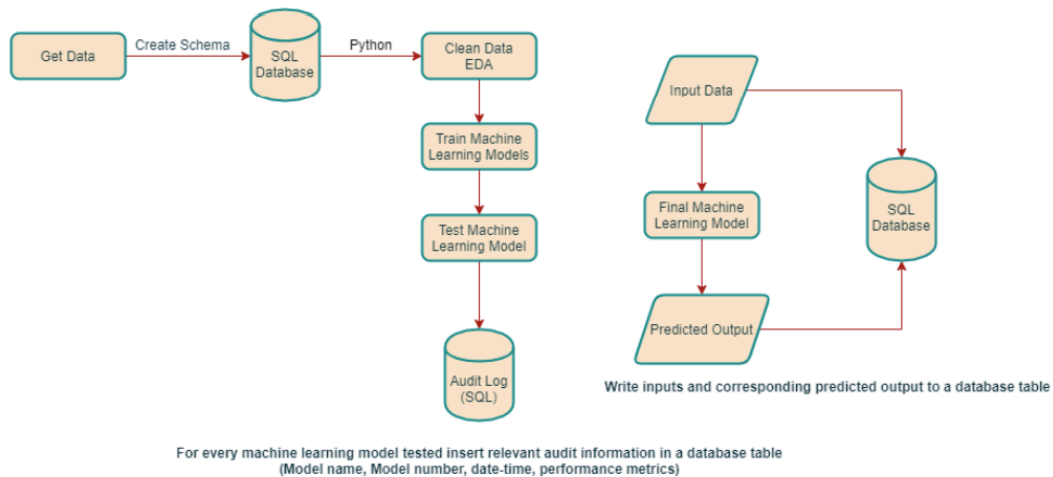 Get Data
Create Schema
SQL
Database
Python
Clean Data
EDA
Train Machine
Learning Models
Test Machine
Learning Model
Audit Log
(SQL)
For every machine learning model tested insert relevant audit information in a database table
(Model name, Model number, date-time, performance metrics)
Input Data
Final Machine
Learning Model
SQL
Database
Predicted Output
Write inputs and corresponding predicted output to a database table